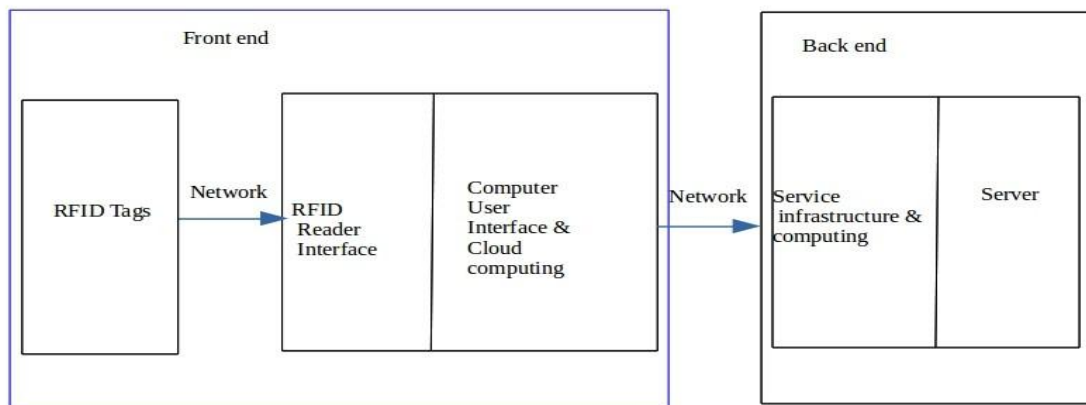 Front end
Back end
RFID Tags
Network
RFID
Reader
Interface
Computer
User
Interface &
Cloud
computing
Network
Service
infrastructure &
computing
Server